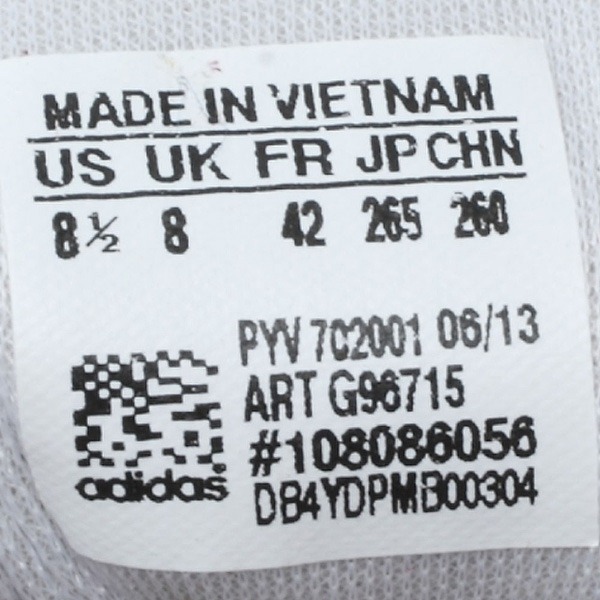 MADE IN VIETNAM
US UK FR JP CHN
8½ 8 42 265 260
PYV 702001 06/13
ART G96715
#108086056
DB4YDPMB00304
adidas